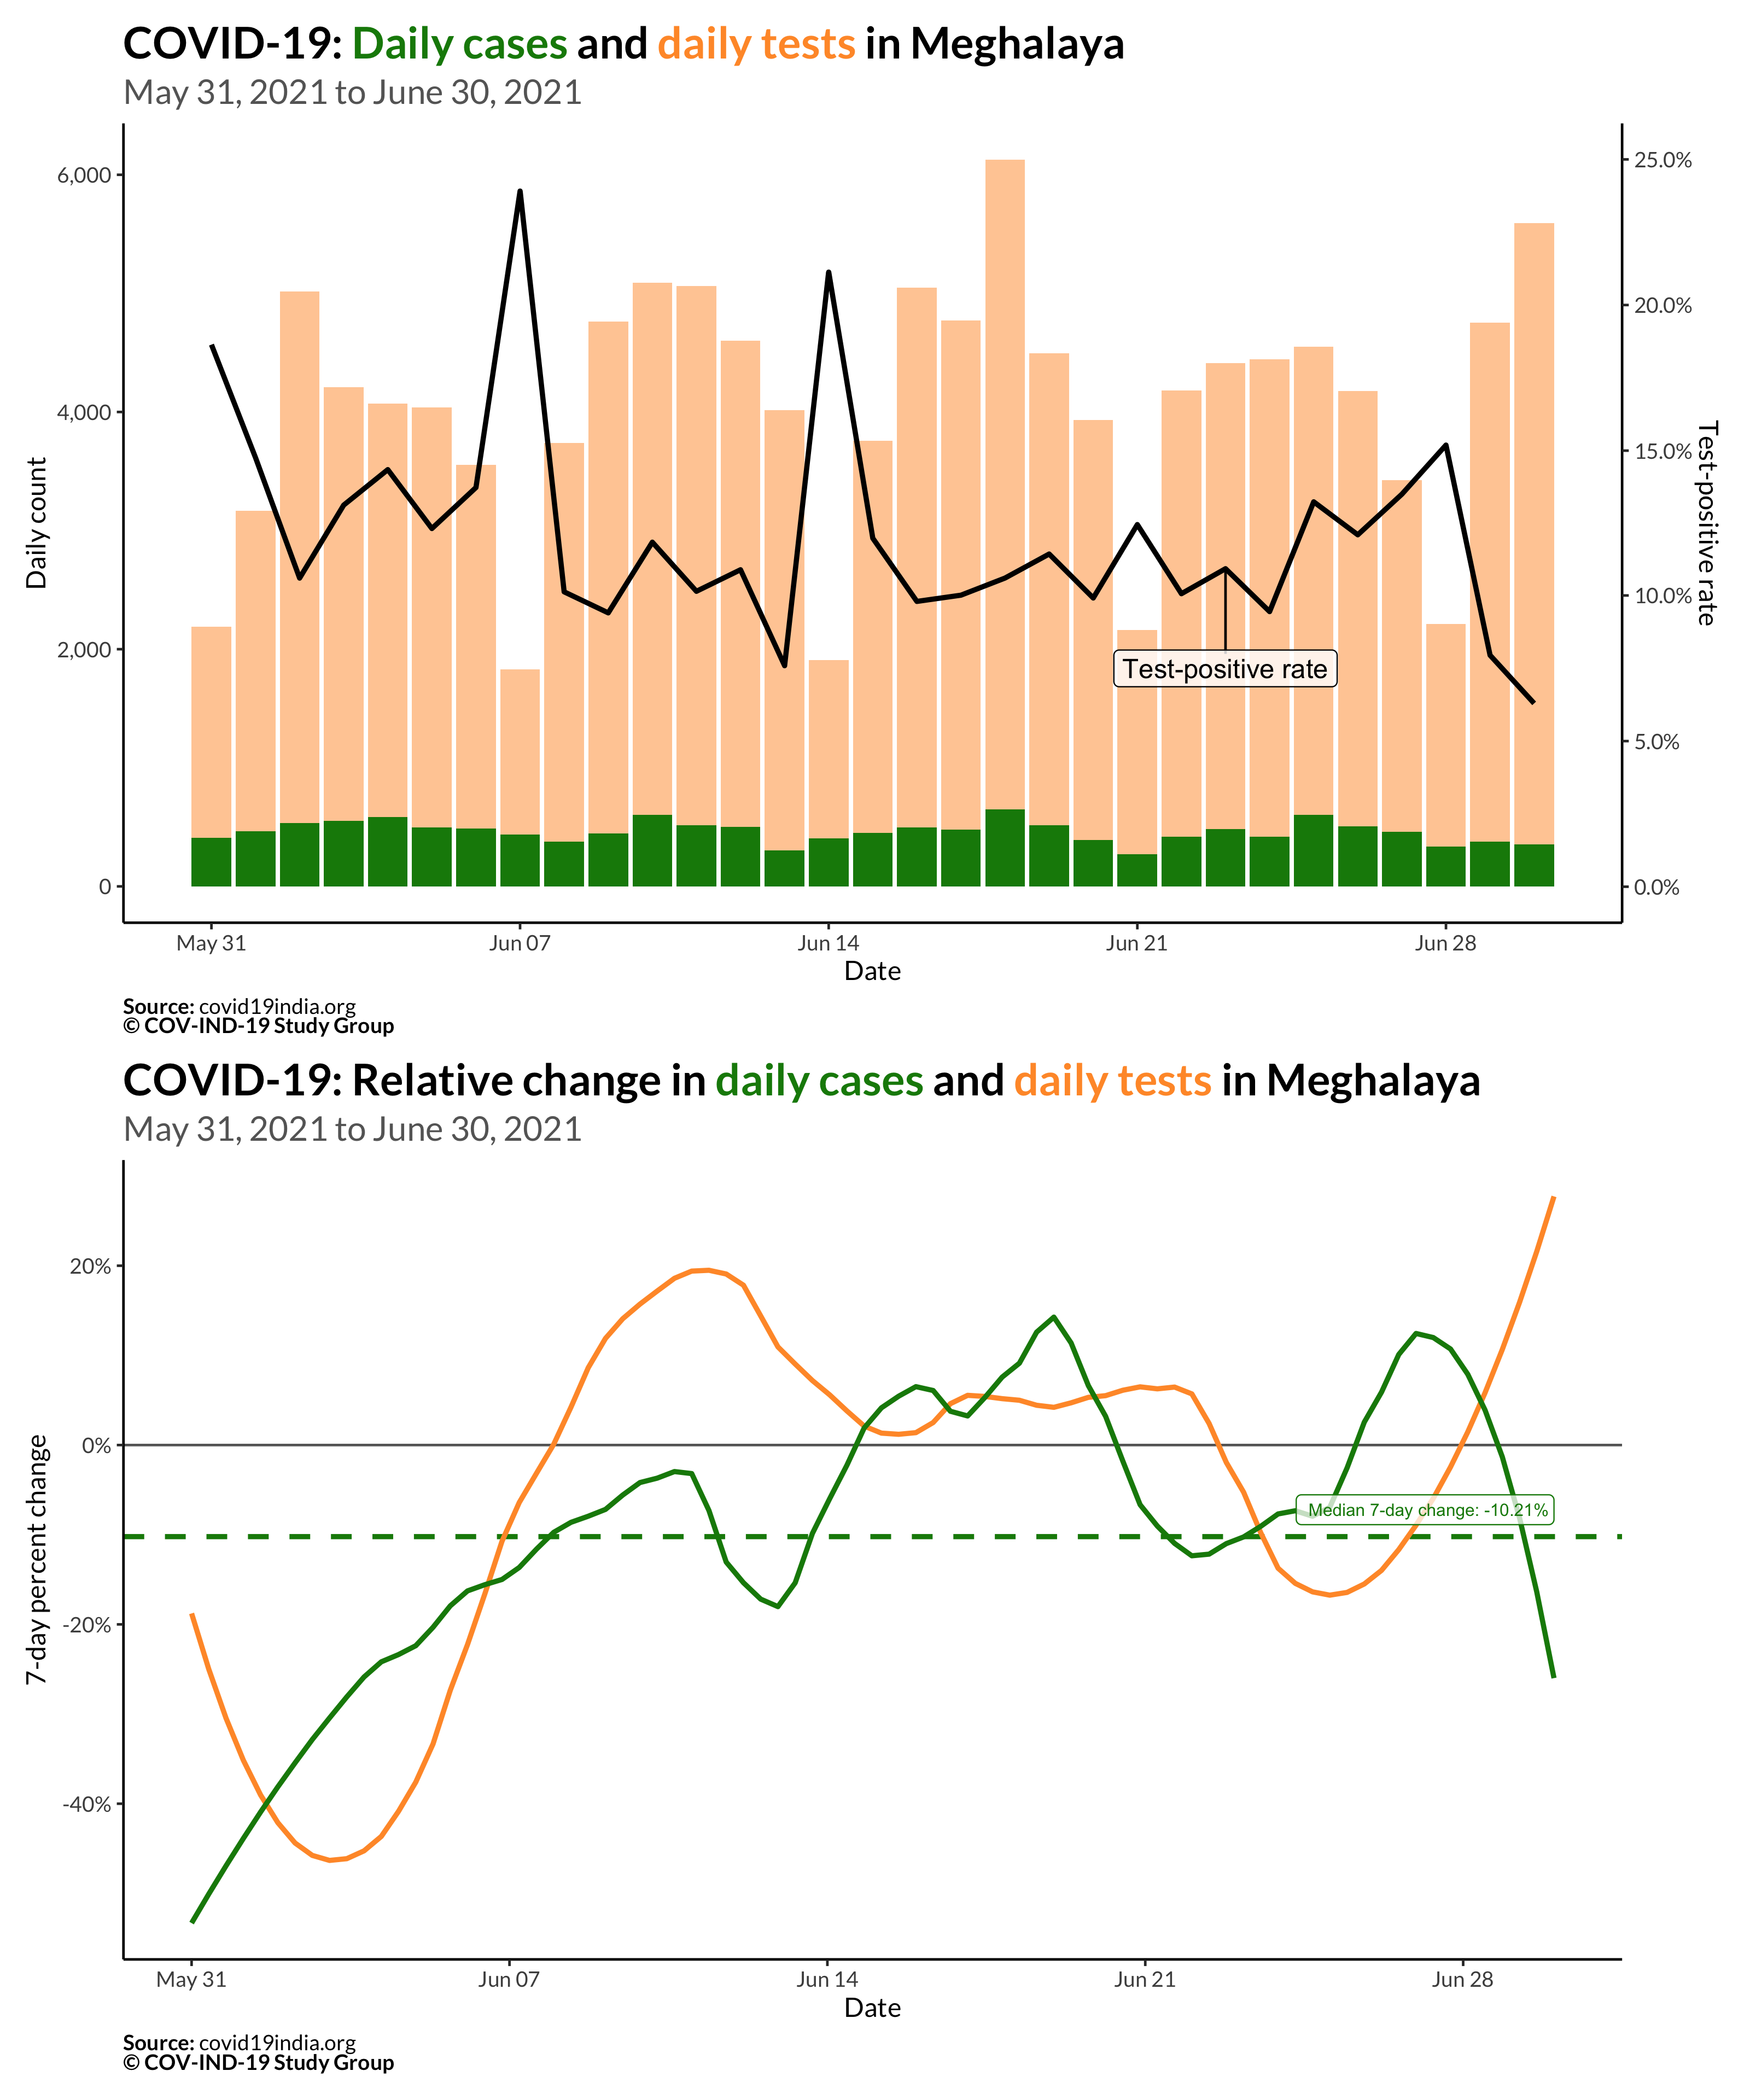 COVID-19: Daily cases and daily tests in Meghalaya
May 31, 2021 to June 30, 2021
Daily count
6,000
4,000
2,000
0
25.0%
20.0%
15.0%
10.0%
5.0%
0.0%
Test-positive rate
Test-positive rate
May 31
Jun 07
Jun 14
Jun 21
Jun 28
Date
Source: covid19india.org
© COV-IND-19 Study Group
COVID-19: Relative change in daily cases and daily tests in Meghalaya
May 31, 2021 to June 30, 2021
7-day percent change
20%
0%
-20%
-40%
Median 7-day change: -10.21%
May 31
Jun 07
Jun 14
Jun 21
Jun 28
Date
Source: covid19india.org
© COV-IND-19 Study Group